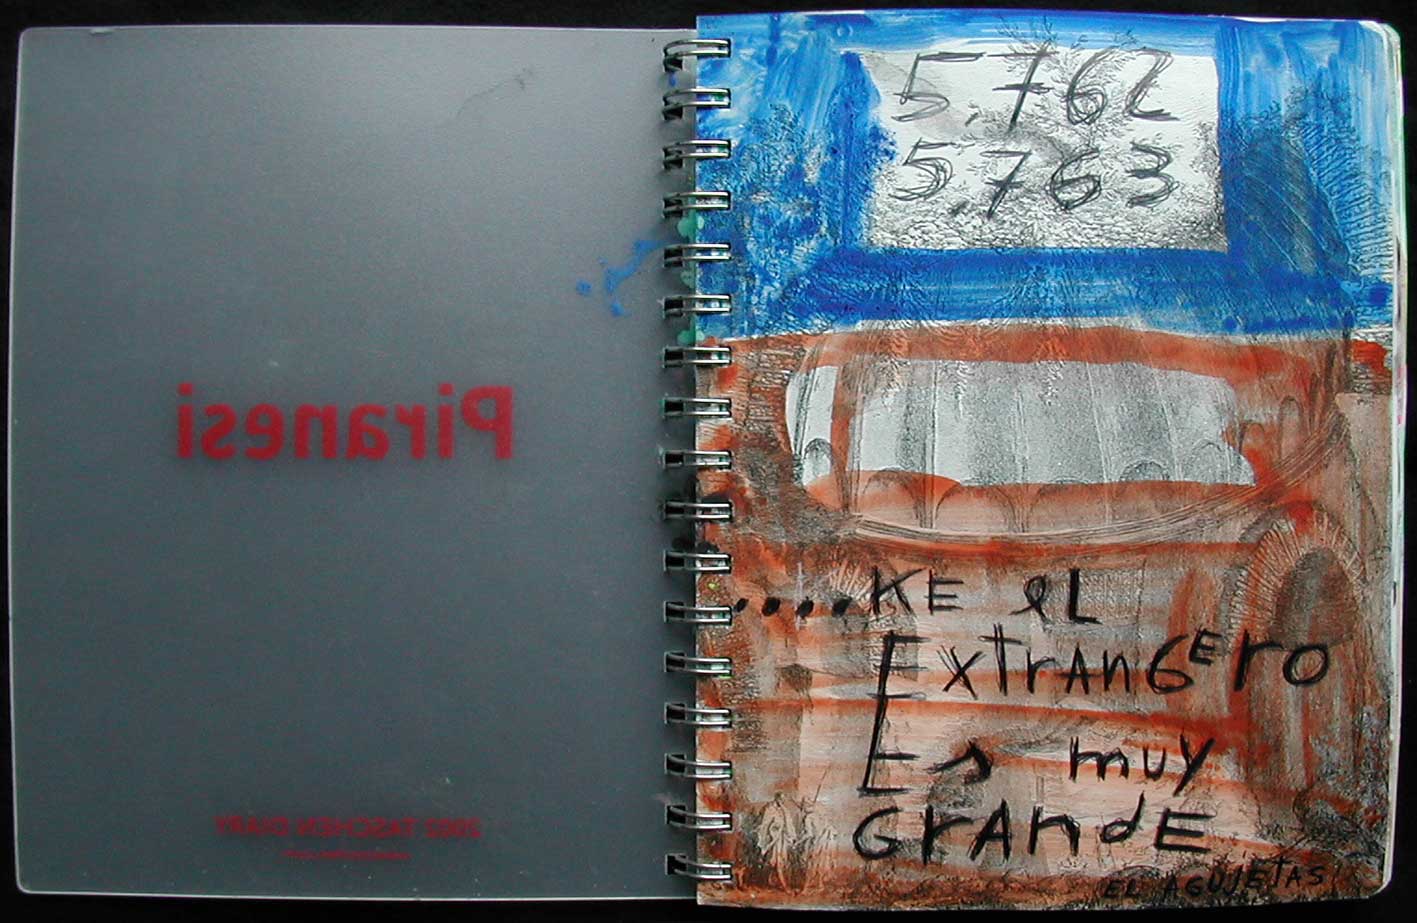 Piranesi
2002 TASCHEN DIARY
5.762
5.763
....KE eL
ExtrAnGEro
Es muy
GrAndE
EL AGUJETAS